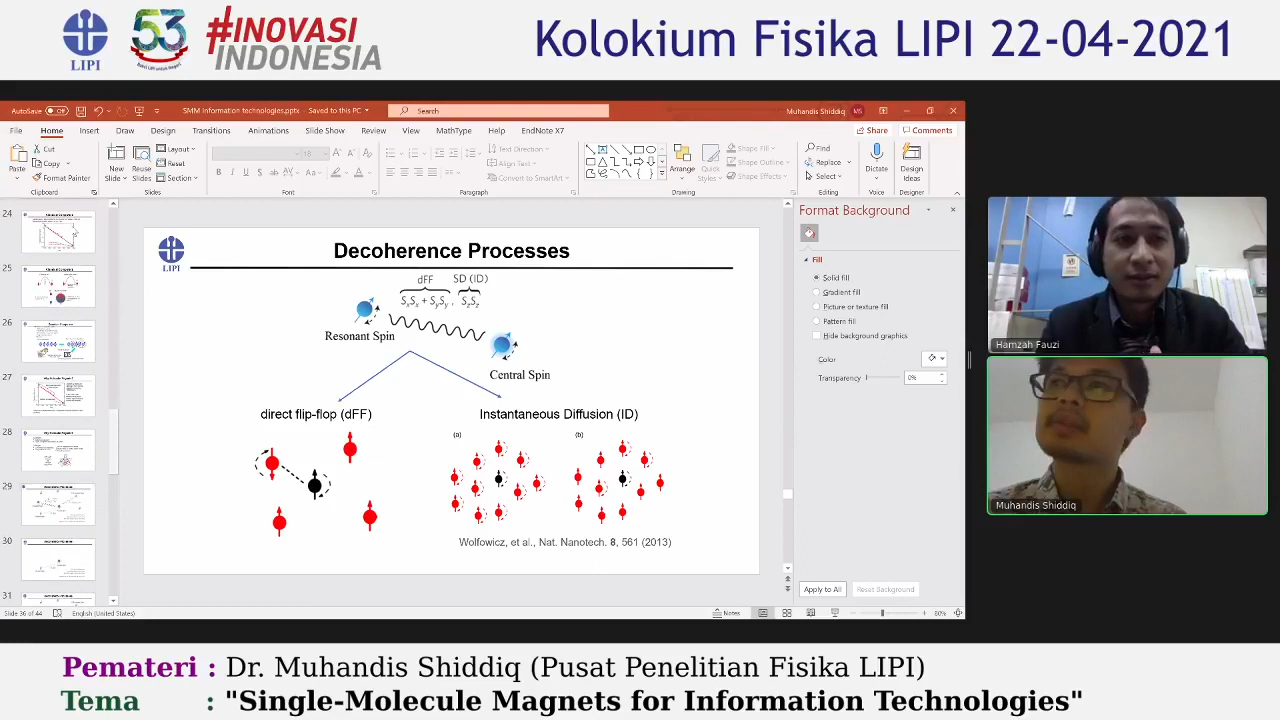 LIPI
53
#INOVASI
INDONESIA
Kolokium Fisika LIPI 22-04-2021
AutoSave Off
SMM Information technologies.pptx - Saved to this PC
Search
Muhandis Shiddiq MS
File Home Insert Draw Design Transitions Animations Slide Show Review View MathType Help EndNote X7
Share Comments
Paste
Cut
Copy
Format Painter
Clipboard
New Slide
Reuse Slides
Layout
Reset
Section
Slides
18
Font
Text Direction
Align Text
Convert to SmartArt
Paragraph
Arrange
Quick Styles
Shape Fill
Shape Outline
Shape Effects
Drawing
Find
Replace
Select
Editing
Dictate
Voice
Design Ideas
Designer
24
25
26
27
28
29
30
31
LIPI
Decoherence Processes
dFF SD (ID)
SxSx + SySy , SzSz
Resonant Spin
Central Spin
direct flip-flop (dFF)
Instantaneous Diffusion (ID)
(a) (b)
Wolfowicz, et al., Nat. Nanotech. 8, 561 (2013)
Format Background
Fill
Solid fill
Gradient fill
Picture or texture fill
Pattern fill
Hide background graphics
Color
Transparency 0%
Apply to All Reset Background
Slide 36 of 44 English (United States)
Notes
80%
Hamzah Fauzi
Muhandis Shiddiq
Pemateri : Dr. Muhandis Shiddiq (Pusat Penelitian Fisika LIPI)
Tema : "Single-Molecule Magnets for Information Technologies"